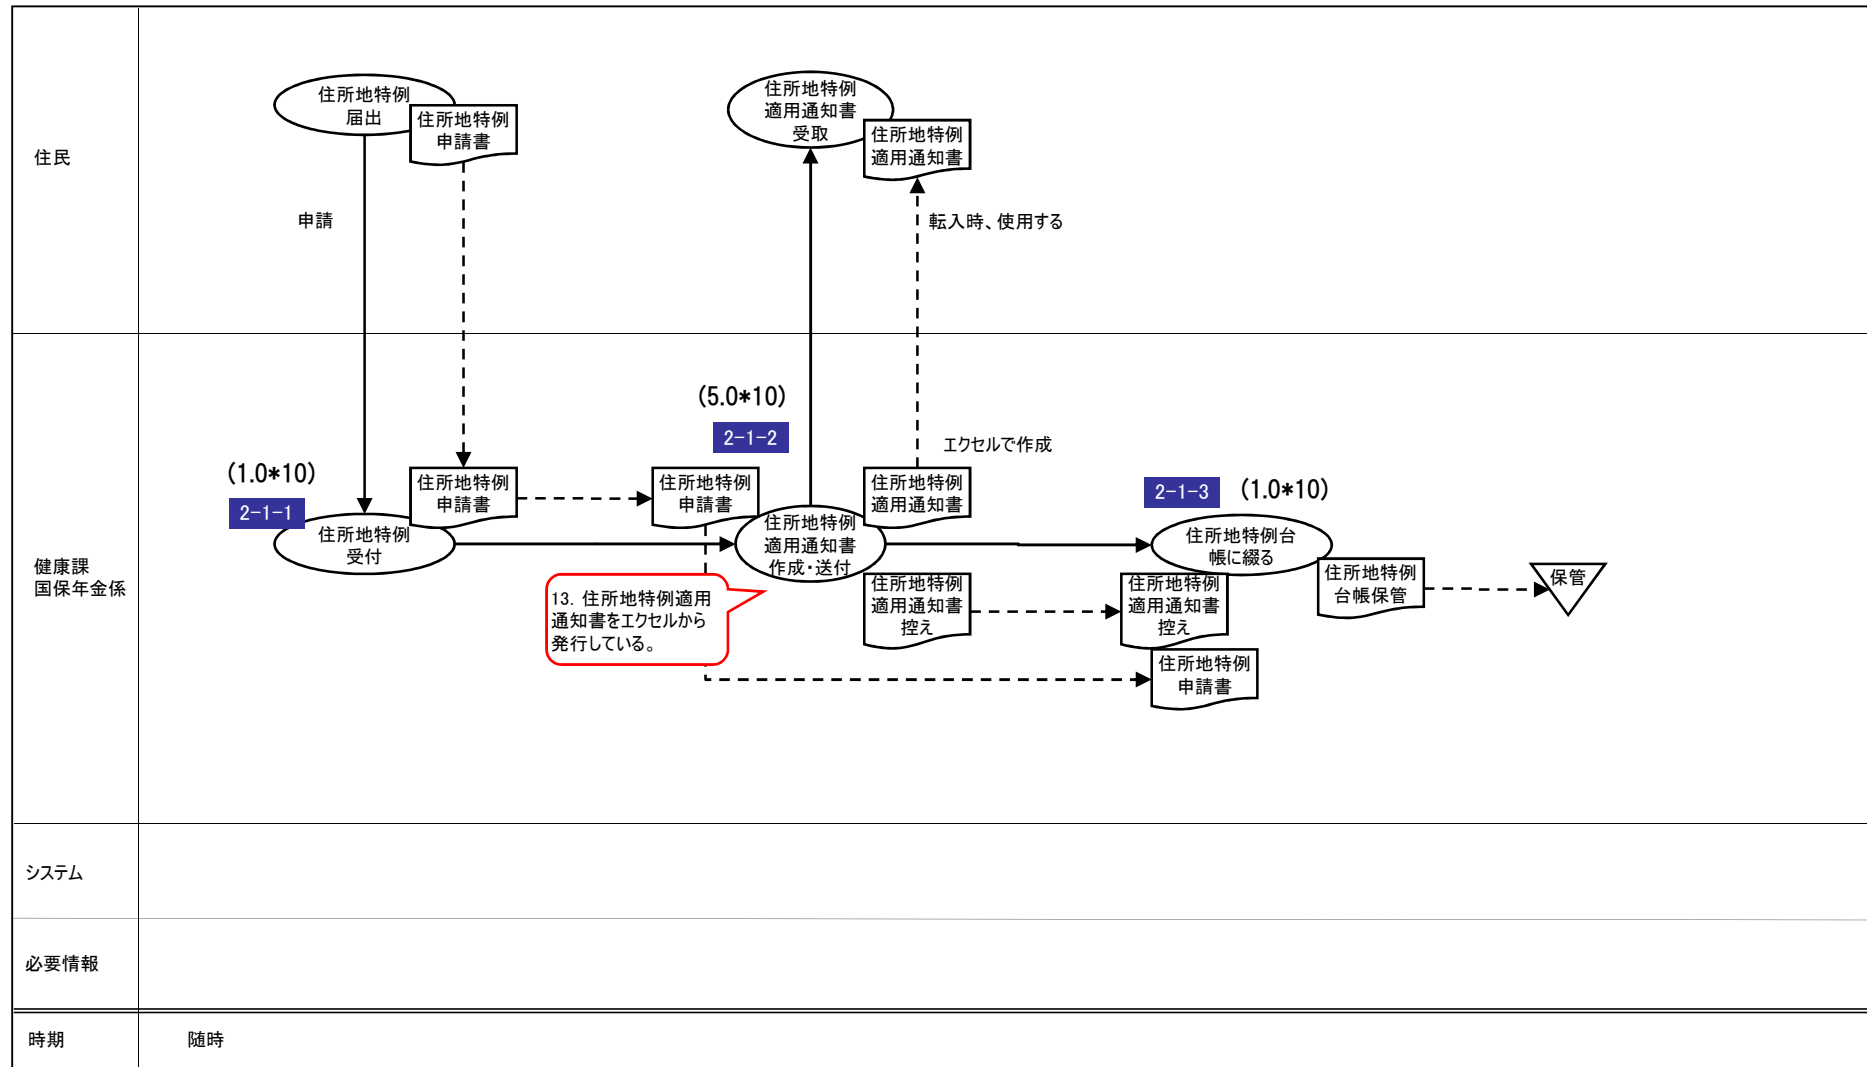 住民
住所地特例
届出
住所地特例
申請書
申請
住所地特例
適用通知書
受取
住所地特例
適用通知書
転入時、使用する
健康課
国保年金係
(1.0*10)
2-1-1
住所地特例
受付
住所地特例
申請書
住所地特例
申請書
(5.0*10)
2-1-2
住所地特例
適用通知書
作成・送付
13. 住所地特例適用
通知書をエクセルから
発行している。
エクセルで作成
住所地特例
適用通知書
住所地特例
適用通知書
控え
2-1-3
(1.0*10)
住所地特例台
帳に綴る
住所地特例
適用通知書
控え
住所地特例
申請書
住所地特例
台帳保管
保管
システム
必要情報
時期
随時